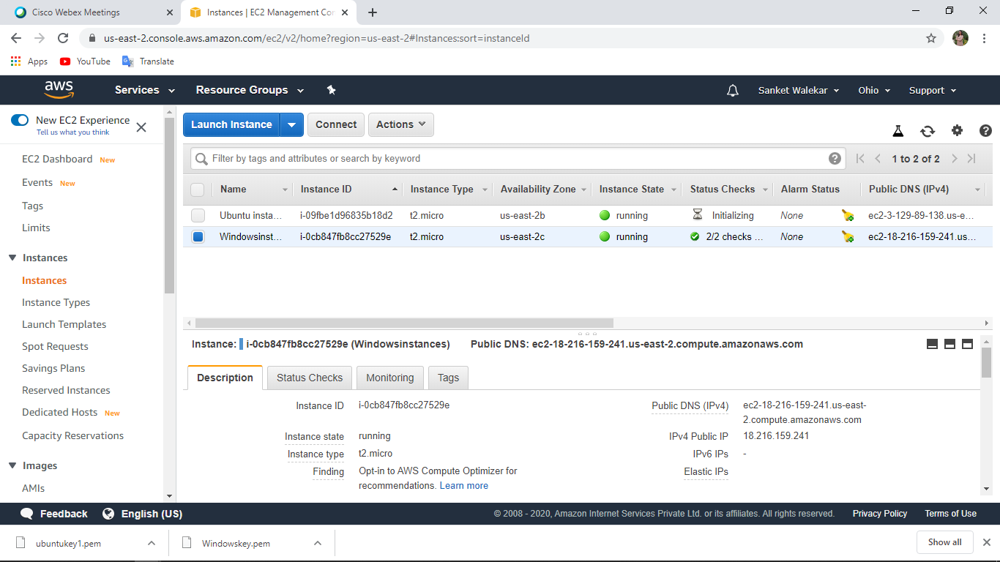 Cisco Webex Meetings
Instances | EC2 Management Con
us-east-2.console.aws.amazon.com/ec2/v2/home?region=us-east-2#Instances:sort=instanceId
Apps YouTube Translate
aws Services Resource Groups Sanket Walekar Ohio Support
New EC2 Experience
Tell us what you think
EC2 Dashboard New
Events New
Tags
Limits
Instances
Instances
Instance Types
Launch Templates
Spot Requests
Savings Plans
Reserved Instances
Dedicated Hosts New
Capacity Reservations
Images
AMIs
Launch Instance Connect Actions
Filter by tags and attributes or search by keyword 1 to 2 of 2
Name Instance ID Instance Type Availability Zone Instance State Status Checks Alarm Status Public DNS (IPv4)
Ubuntu insta... i-09fbe1d96835b18d2 t2.micro us-east-2b running Initializing None ec2-3-129-89-138.us-e...
Windowsinst... i-0cb847fb8cc27529e t2.micro us-east-2c running 2/2 checks ... None ec2-18-216-159-241.us...
Instance: i-0cb847fb8cc27529e (Windowsinstances) Public DNS: ec2-18-216-159-241.us-east-2.compute.amazonaws.com
Description Status Checks Monitoring Tags
Instance ID i-0cb847fb8cc27529e
Instance state running
Instance type t2.micro
Finding Opt-in to AWS Compute Optimizer for
recommendations. Learn more
Public DNS (IPv4) ec2-18-216-159-241.us-east-
2.compute.amazonaws.com
IPv4 Public IP 18.216.159.241
IPv6 IPs -
Elastic IPs
Feedback English (US) © 2008 - 2020, Amazon Internet Services Private Ltd. or its affiliates. All rights reserved. Privacy Policy Terms of Use
ubuntukey1.pem Windowskey.pem Show all